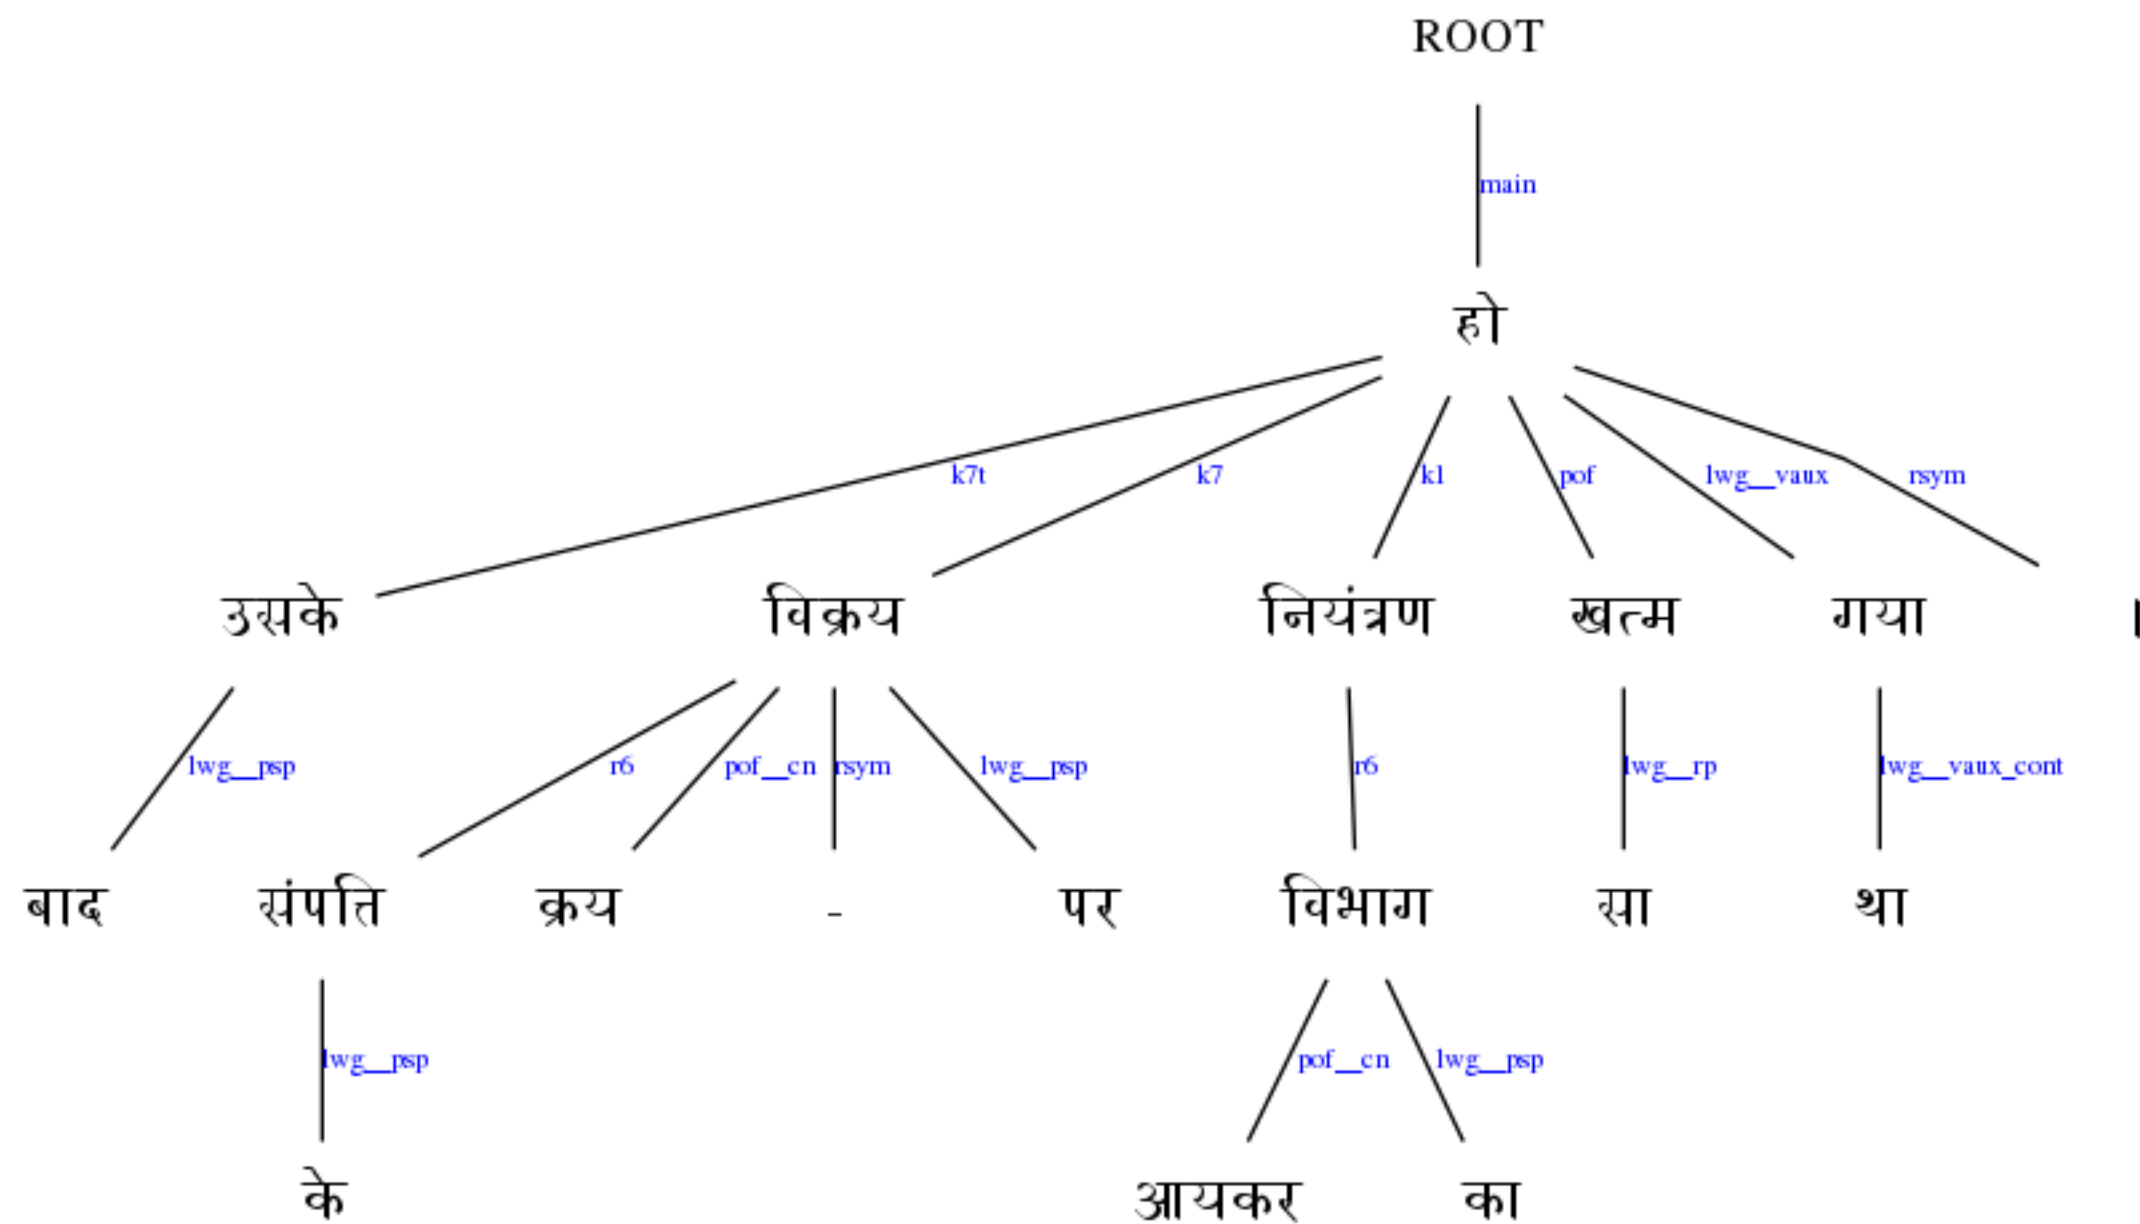 ROOT
main
हो
k7t k7 k1 pof lwg__vaux rsym
उसके विक्रय नियंत्रण खत्म गया ।
lwg__psp r6 pof__cn rsym lwg__psp r6 lwg__rp lwg__vaux_cont
बाद संपत्ति क्रय - पर विभाग सा था
lwg__psp pof__cn lwg__psp
के आयकर का